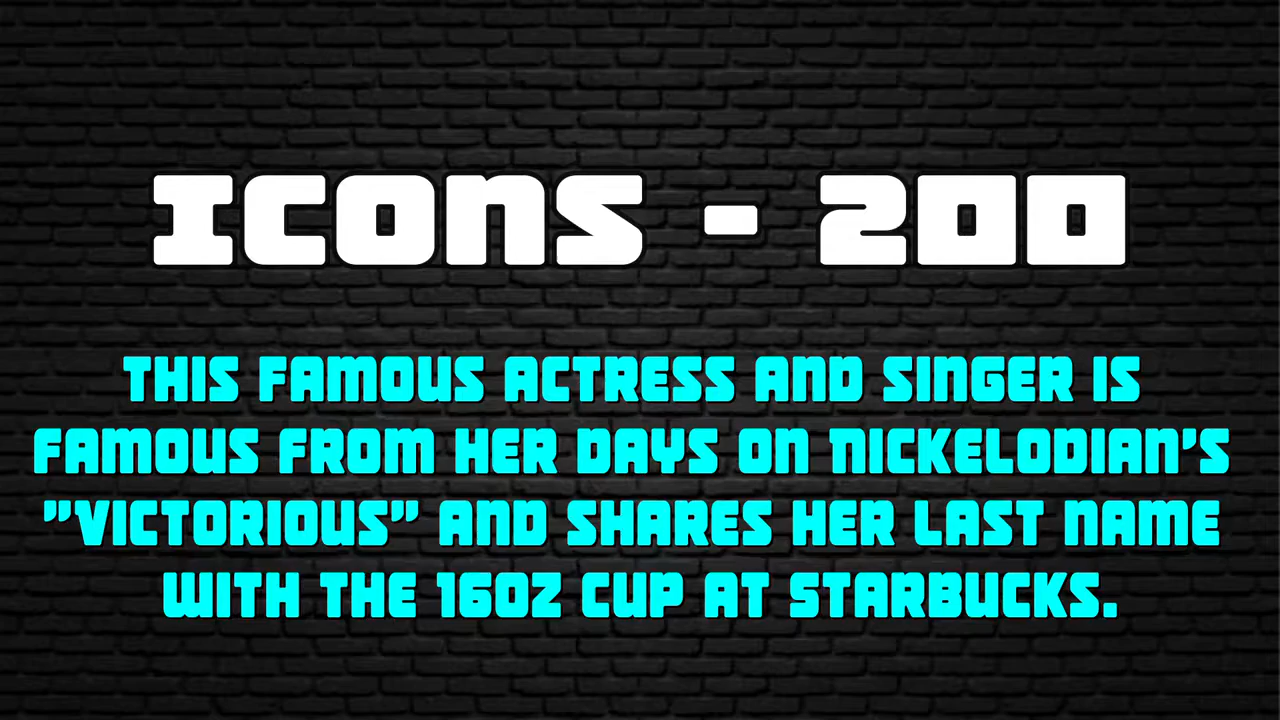 ICONS - 200
THIS FAMOUS ACTRESS AND SINGER IS
FAMOUS FROM HER DAYS ON NICKELODIAN'S
"VICTORIOUS" AND SHARES HER LAST NAME
WITH THE 16OZ CUP AT STARBUCKS.